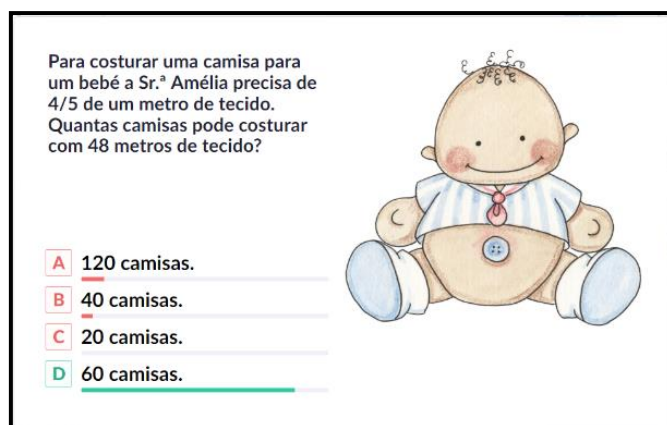 Para costurar uma camisa para
um bebé a Sr.ª Amélia precisa de
4/5 de um metro de tecido.
Quantas camisas pode costurar
com 48 metros de tecido?
A 120 camisas.
B 40 camisas.
C 20 camisas.
D 60 camisas.